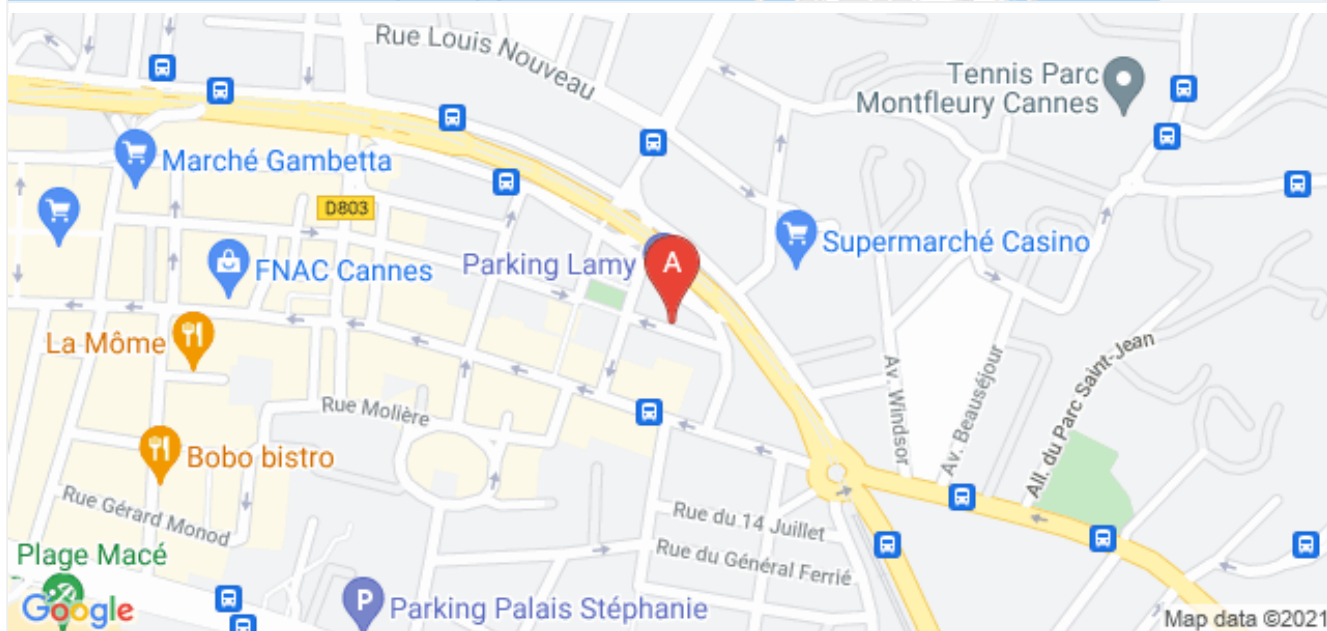 Rue Louis Nouveau
Tennis Parc
Montfleury Cannes
Marché Gambetta
D803
Supermarché Casino
FNAC Cannes
Parking Lamy
A
La Môme
Rue Molière
Av. Windsor
Av. Beauséjour
All. du Parc Saint-Jean
Bobo bistro
Rue Gérard Monod
Rue du 14 Juillet
Rue du Général Ferrié
Plage Macé
Google
P
Parking Palais Stéphanie
Map data ©2021